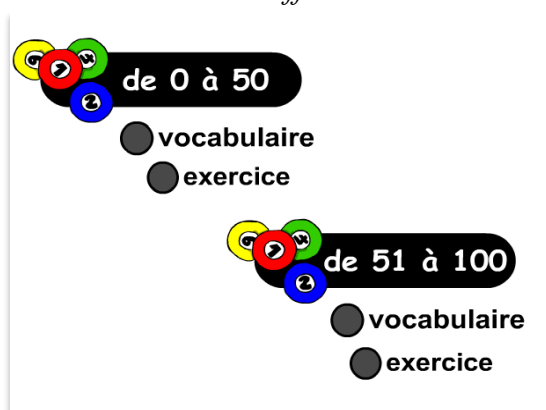 de 0 à 50
vocabulaire
exercice
de 51 à 100
vocabulaire
exercice